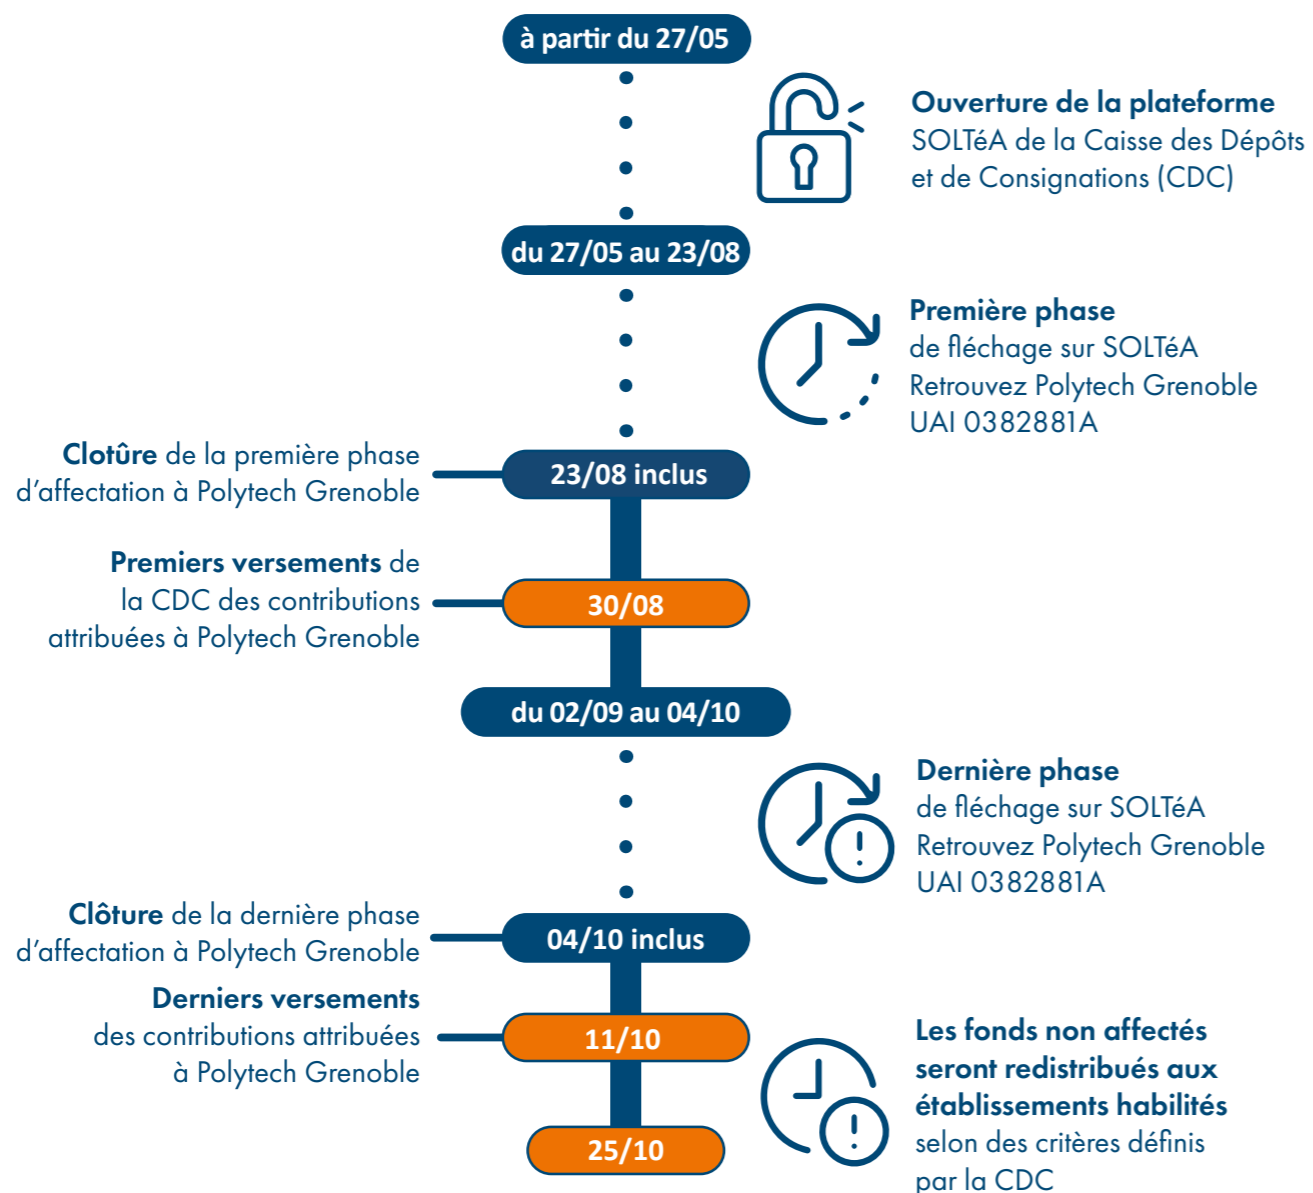 à partir du 27/05
Ouverture de la plateforme
SOLTéA de la Caisse des Dépôts
et de Consignations (CDC)
du 27/05 au 23/08
Première phase
de fléchage sur SOLTéA
Retrouvez Polytech Grenoble
UAI 0382881A
Clotûre de la première phase
d'affectation à Polytech Grenoble
23/08 inclus
Premiers versements de
la CDC des contributions
attribuées à Polytech Grenoble
30/08
du 02/09 au 04/10
Dernière phase
de fléchage sur SOLTéA
Retrouvez Polytech Grenoble
UAI 0382881A
Clôture de la dernière phase
d'affectation à Polytech Grenoble
04/10 inclus
Derniers versements
des contributions attribuées
à Polytech Grenoble
11/10
Les fonds non affectés
seront redistribués aux
établissements habilités
selon des critères définis
par la CDC
25/10